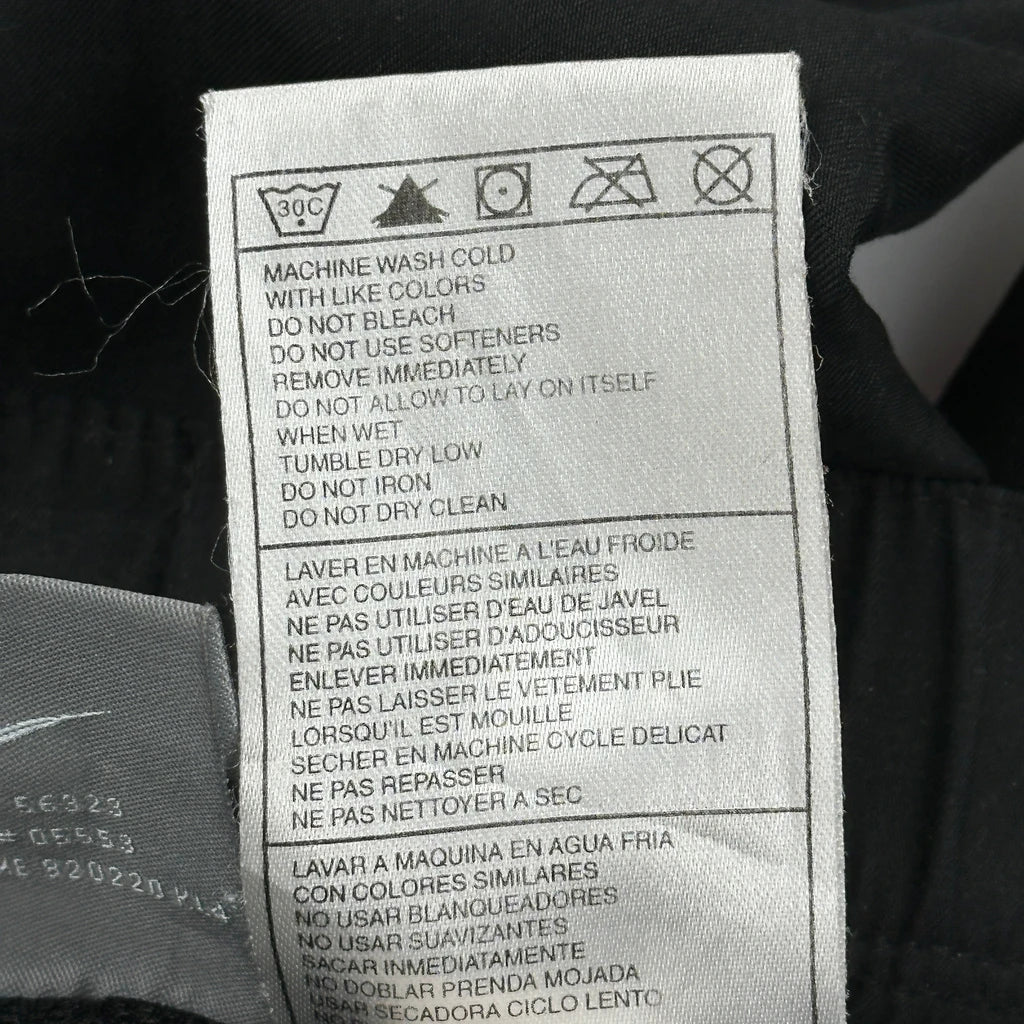 30C
MACHINE WASH COLD
WITH LIKE COLORS
DO NOT BLEACH
DO NOT USE SOFTENERS
REMOVE IMMEDIATELY
DO NOT ALLOW TO LAY ON ITSELF
WHEN WET
TUMBLE DRY LOW
DO NOT IRON
DO NOT DRY CLEAN
LAVER EN MACHINE A L'EAU FROIDE
AVEC COULEURS SIMILAIRES
NE PAS UTILISER D'EAU DE JAVEL
NE PAS UTILISER D'ADOUCISSEUR
ENLEVER IMMEDIATEMENT
NE PAS LAISSER LE VETEMENT PLIE
LORSQU'IL EST MOUILLE
SECHER EN MACHINE CYCLE DELICAT
NE PAS REPASSER
NE PAS NETTOYER A SEC
LAVAR A MAQUINA EN AGUA FRIA
CON COLORES SIMILARES
NO USAR BLANQUEADORES
NO USAR SUAVIZANTES
SACAR INMEDIATAMENTE
NO DOBLAR PRENDA MOJADA
USAR SECADORA CICLO LENTO
56323
# 05553